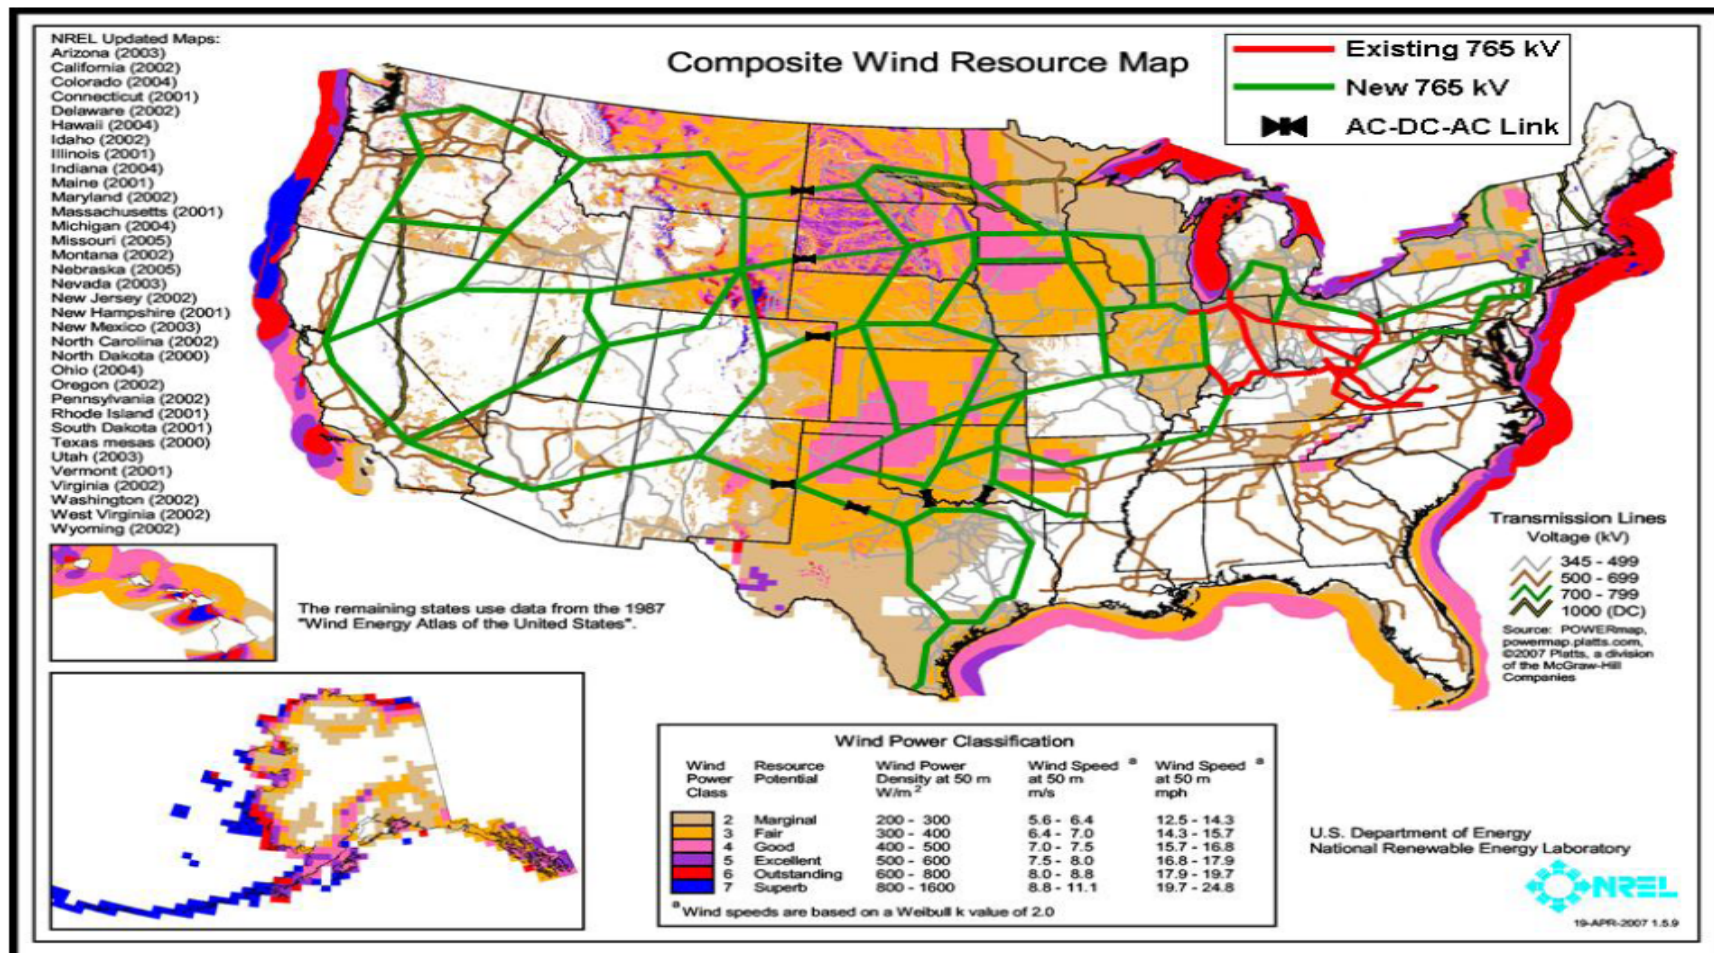 NREL Updated Maps:
Arizona (2003)
California (2002)
Colorado (2004)
Connecticut (2001)
Delaware (2002)
Hawaii (2004)
Idaho (2002)
Illinois (2001)
Indiana (2004)
Maine (2001)
Maryland (2002)
Massachusetts (2001)
Michigan (2004)
Missouri (2005)
Montana (2002)
Nebraska (2005)
Nevada (2003)
New Jersey (2002)
New Hampshire (2001)
New Mexico (2003)
North Carolina (2002)
North Dakota (2000)
Ohio (2004)
Oregon (2002)
Pennsylvania (2002)
Rhode Island (2001)
South Dakota (2001)
Texas mesas (2000)
Utah (2003)
Vermont (2001)
Virginia (2002)
Washington (2002)
West Virginia (2002)
Wyoming (2002)
Composite Wind Resource Map
Existing 765 kV
New 765 kV
AC-DC-AC Link
Transmission Lines
Voltage (kV)
345 - 499
500 - 699
700 - 799
1000 (DC)
Source: POWERmap,
powermap.platts.com,
©2007 Platts, a division
of the McGraw-Hill
Companies
The remaining states use data from the 1987
"Wind Energy Atlas of the United States".
Wind Power Classification
Wind Resource Wind Power Wind Speed a Wind Speed a
Power Potential Density at 50 m at 50 m at 50 m
Class W/m 2 m/s mph
2 Marginal 200 - 300 5.6 - 6.4 12.5 - 14.3
3 Fair 300 - 400 6.4 - 7.0 14.3 - 15.7
4 Good 400 - 500 7.0 - 7.5 15.7 - 16.8
5 Excellent 500 - 600 7.5 - 8.0 16.8 - 17.9
6 Outstanding 600 - 800 8.0 - 8.8 17.9 - 19.7
7 Superb 800 - 1600 8.8 - 11.1 19.7 - 24.8
a Wind speeds are based on a Weibull k value of 2.0
U.S. Department of Energy
National Renewable Energy Laboratory
NREL
19-APR-2007 1.5.9